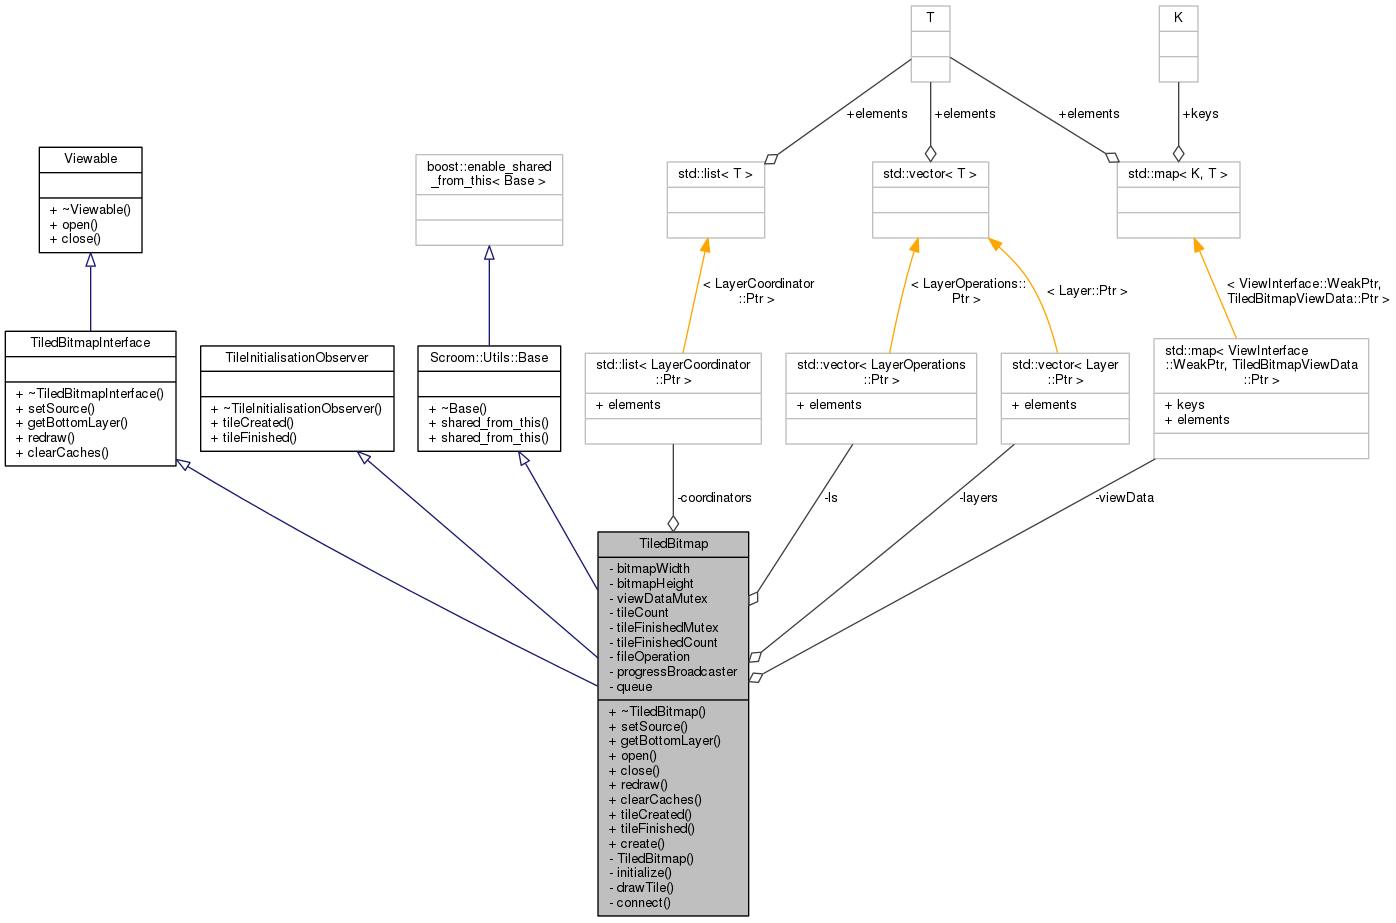 T
K
+elements
+elements
+elements
+keys
Viewable
+ ~Viewable()
+ open()
+ close()
boost::enable_shared
_from_this< Base >
std::list< T >
std::vector< T >
std::map< K, T >
< LayerCoordinator
::Ptr >
< LayerOperations::
Ptr >
< Layer::Ptr >
< ViewInterface::WeakPtr,
TiledBitmapViewData::Ptr >
TiledBitmapInterface
+ ~TiledBitmapInterface()
+ setSource()
+ getBottomLayer()
+ redraw()
+ clearCaches()
TileInitialisationObserver
+ ~TileInitialisationObserver()
+ tileCreated()
+ tileFinished()
Scroom::Utils::Base
+ ~Base()
+ shared_from_this()
+ shared_from_this()
std::list< LayerCoordinator
::Ptr >
+ elements
std::vector< LayerOperations
::Ptr >
+ elements
std::vector< Layer
::Ptr >
+ elements
std::map< ViewInterface
::WeakPtr, TiledBitmapViewData
::Ptr >
+ keys
+ elements
-coordinators
-ls
-layers
-viewData
TiledBitmap
- bitmapWidth
- bitmapHeight
- viewDataMutex
- tileCount
- tileFinishedMutex
- tileFinishedCount
- fileOperation
- progressBroadcaster
- queue
+ ~TiledBitmap()
+ setSource()
+ getBottomLayer()
+ open()
+ close()
+ redraw()
+ clearCaches()
+ tileCreated()
+ tileFinished()
+ create()
- TiledBitmap()
- initialize()
- drawTile()
- connect()